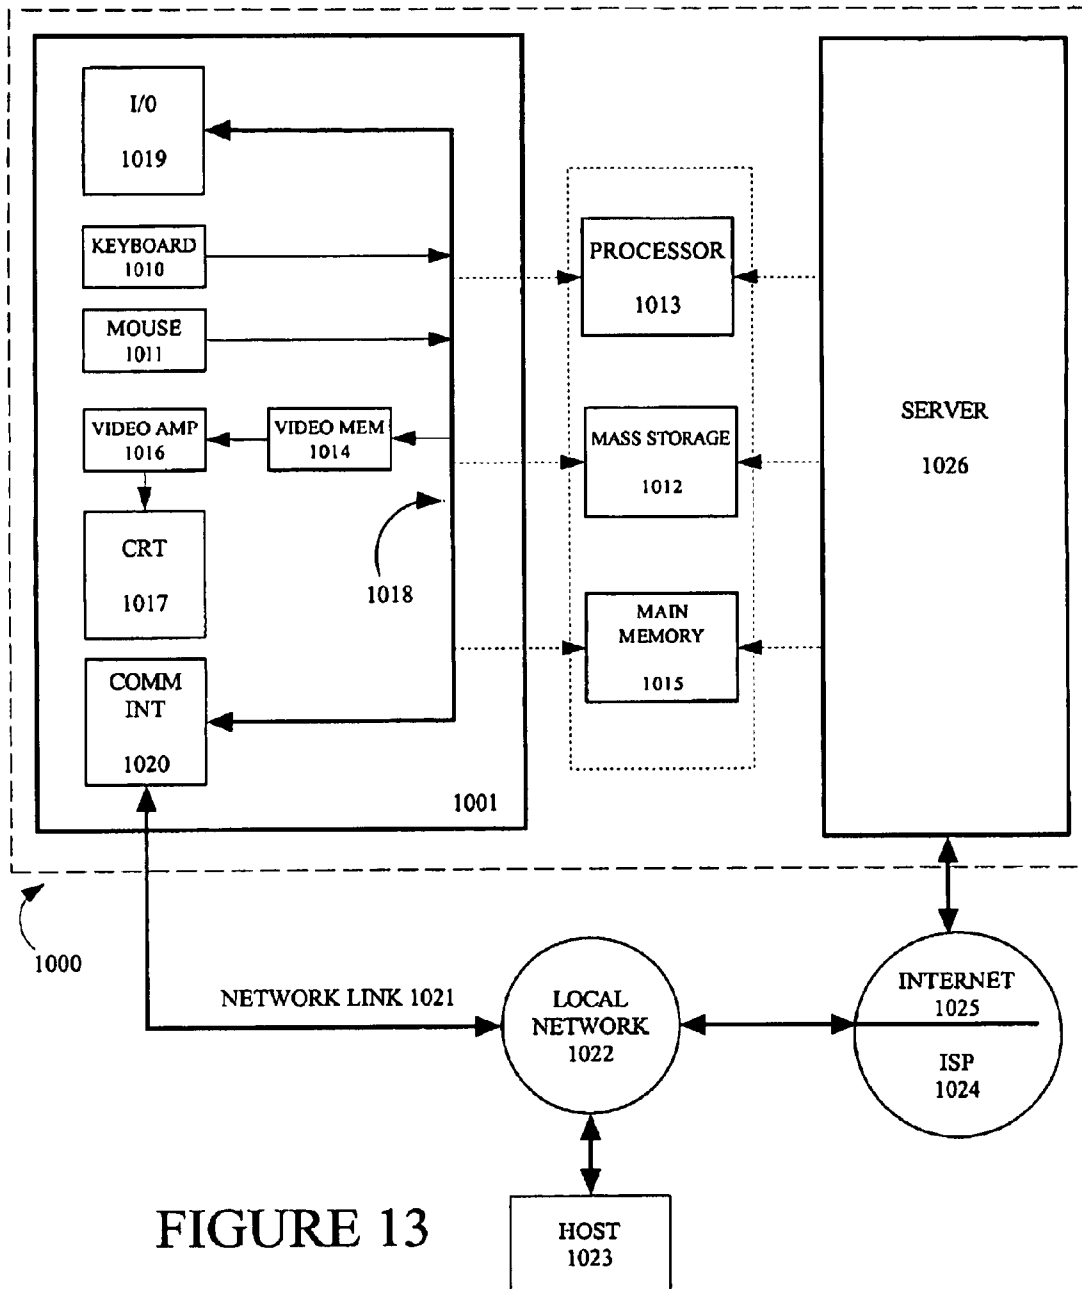 I/0
1019
KEYBOARD
1010
MOUSE
1011
VIDEO AMP
1016
VIDEO MEM
1014
CRT
1017
1018
COMM
INT
1020
1001
PROCESSOR
1013
MASS STORAGE
1012
MAIN
MEMORY
1015
SERVER
1026
1000
NETWORK LINK 1021
LOCAL
NETWORK
1022
INTERNET
1025
ISP
1024
HOST
1023
FIGURE 13